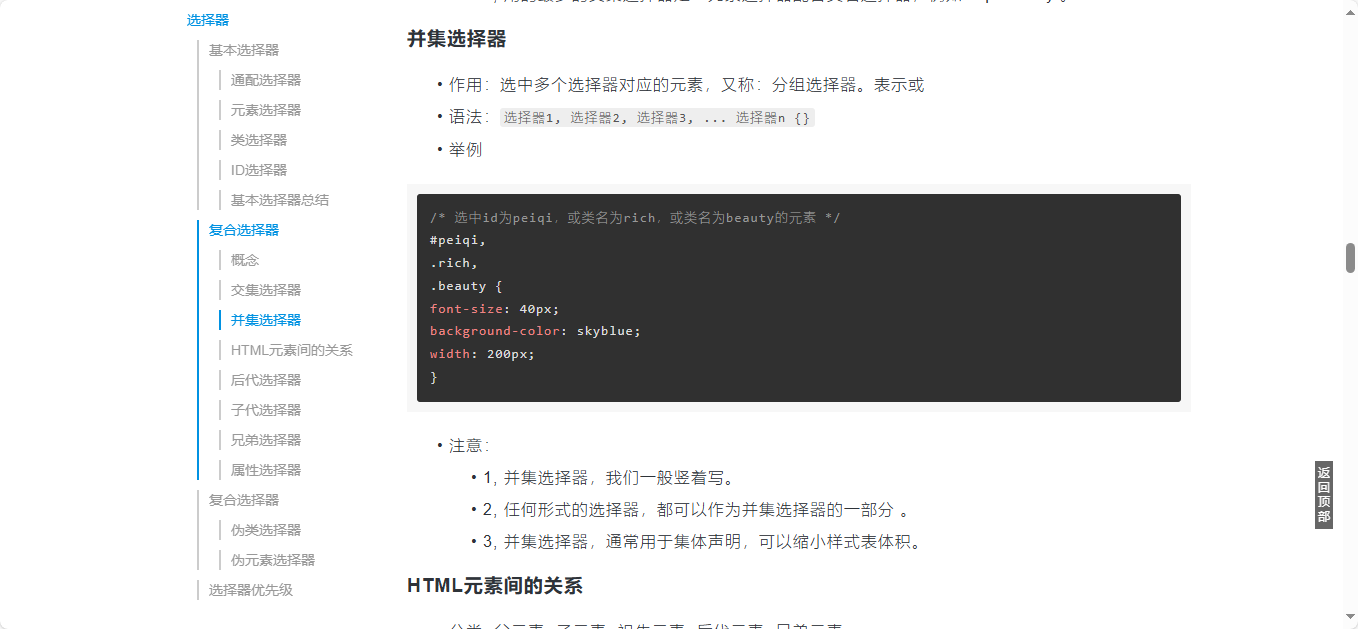 选择器
基本选择器
通配选择器
元素选择器
类选择器
ID选择器
基本选择器总结
复合选择器
概念
交集选择器
并集选择器
HTML元素间的关系
后代选择器
子代选择器
兄弟选择器
属性选择器
复合选择器
伪类选择器
伪元素选择器
选择器优先级
并集选择器
• 作用：选中多个选择器对应的元素，又称：分组选择器。表示或
• 语法：选择器1, 选择器2, 选择器3, ... 选择器n {}
• 举例
/* 选中id为peiqi，或类名为rich，或类名为beauty的元素 */
#peiqi,
.rich,
.beauty {
font-size: 40px;
background-color: skyblue;
width: 200px;
}
• 注意：
• 1, 并集选择器，我们一般竖着写。
• 2, 任何形式的选择器，都可以作为并集选择器的一部分 。
• 3, 并集选择器，通常用于集体声明，可以缩小样式表体积。
HTML元素间的关系
返回顶部